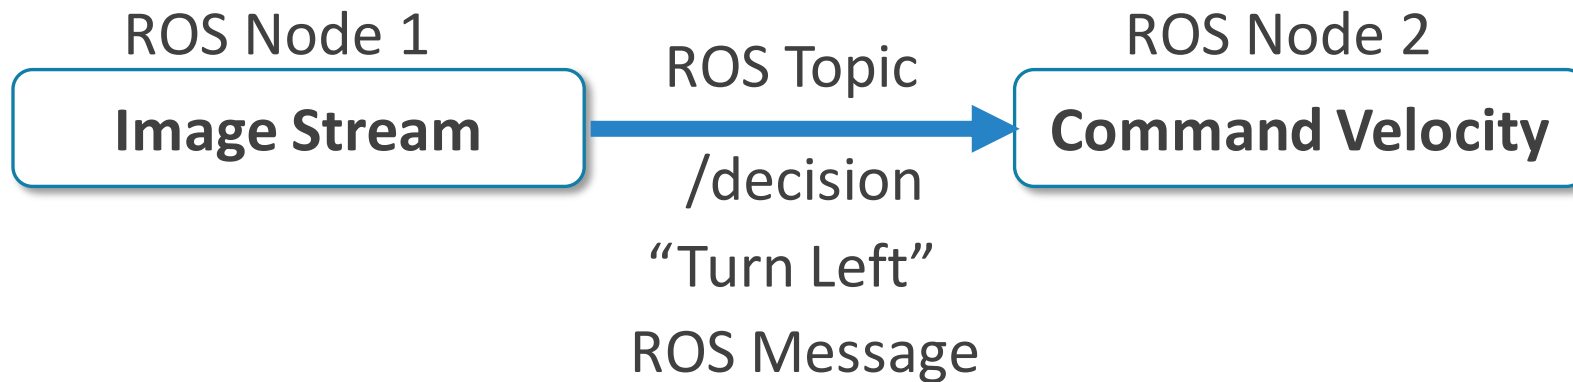 ROS Node 1
Image Stream
ROS Topic
/decision
“Turn Left”
ROS Message
ROS Node 2
Command Velocity